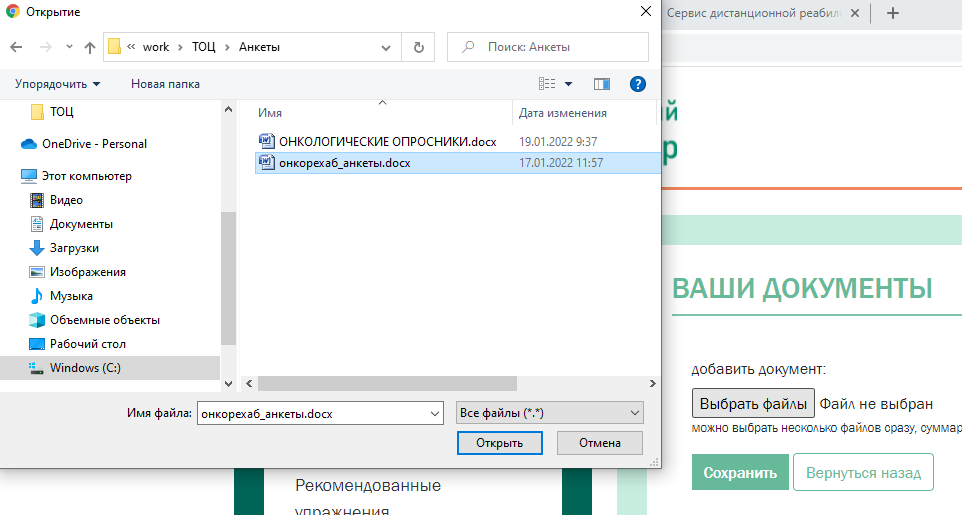 Открытие
Сервис дистанционной реабил
work › ТОЦ › Анкеты
Поиск: Анкеты
Упорядочить
Новая папка
ТОЦ
OneDrive - Personal
Этот компьютер
Видео
Документы
Загрузки
Изображения
Музыка
Объемные объекты
Рабочий стол
Windows (C:)
Имя
Дата изменения
ОНКОЛОГИЧЕСКИЕ ОПРОСНИКИ.docx 19.01.2022 9:37
онкорехаб_анкеты.docx 17.01.2022 11:57
Имя файла: онкорехаб_анкеты.docx
Все файлы (*.*)
Открыть
Отмена
ий
р
ВАШИ ДОКУМЕНТЫ
добавить документ:
Выбрать файлы Файл не выбран
можно выбрать несколько файлов сразу, суммар
Сохранить
Вернуться назад
Рекомендованные
упражнения